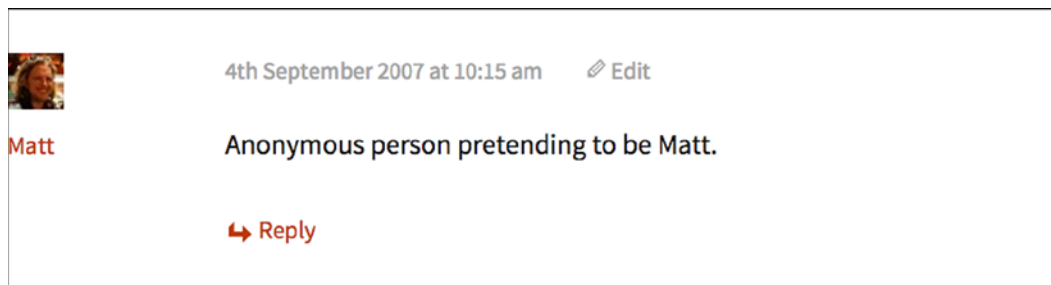 4th September 2007 at 10:15 am Edit
Matt
Anonymous person pretending to be Matt.
Reply